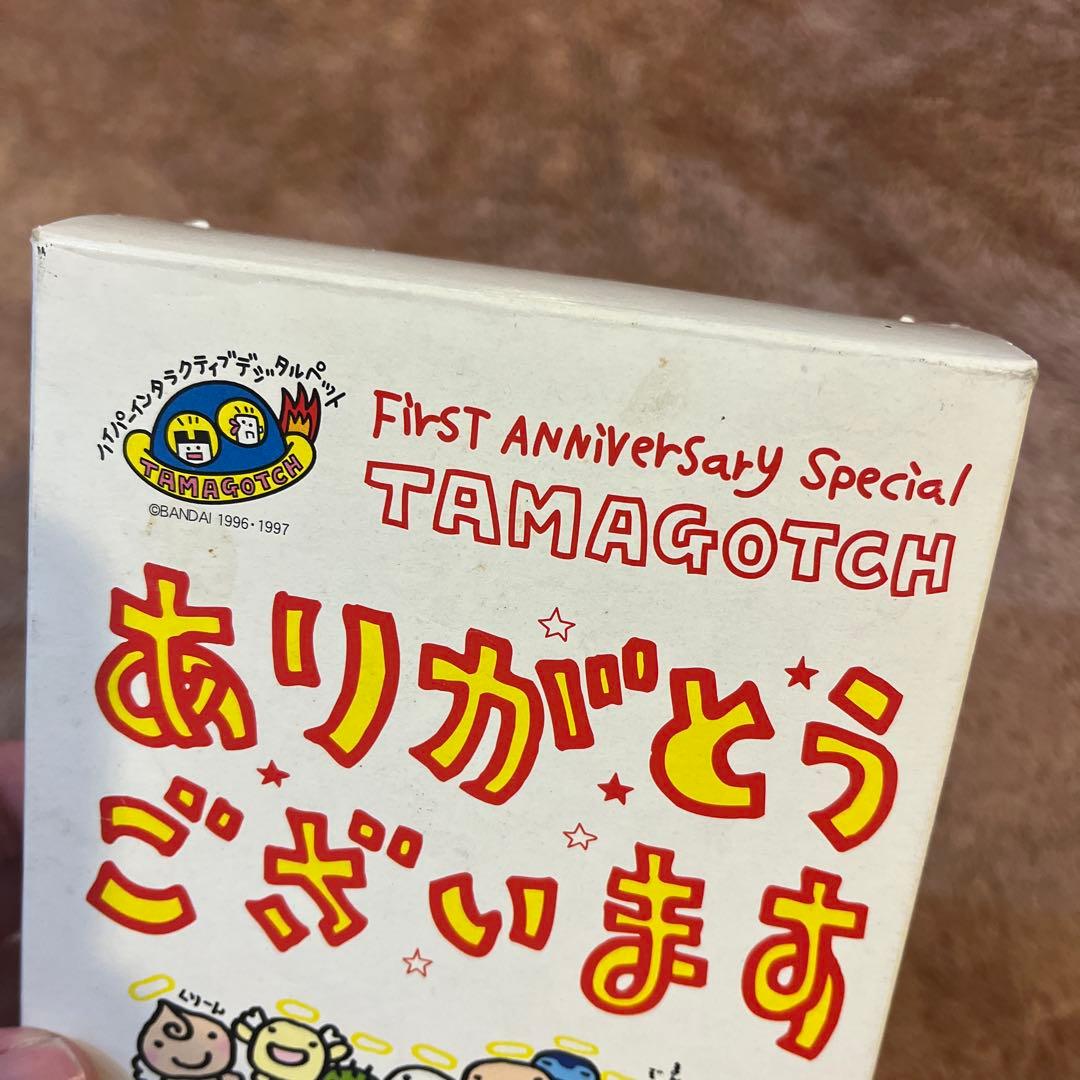 ハイパーインタラクティブデジタルペット
TAMAGOTCH
©BANDAI 1996・1997
First Anniversary Special
TAMAGOTCH
ありがとう
ございます